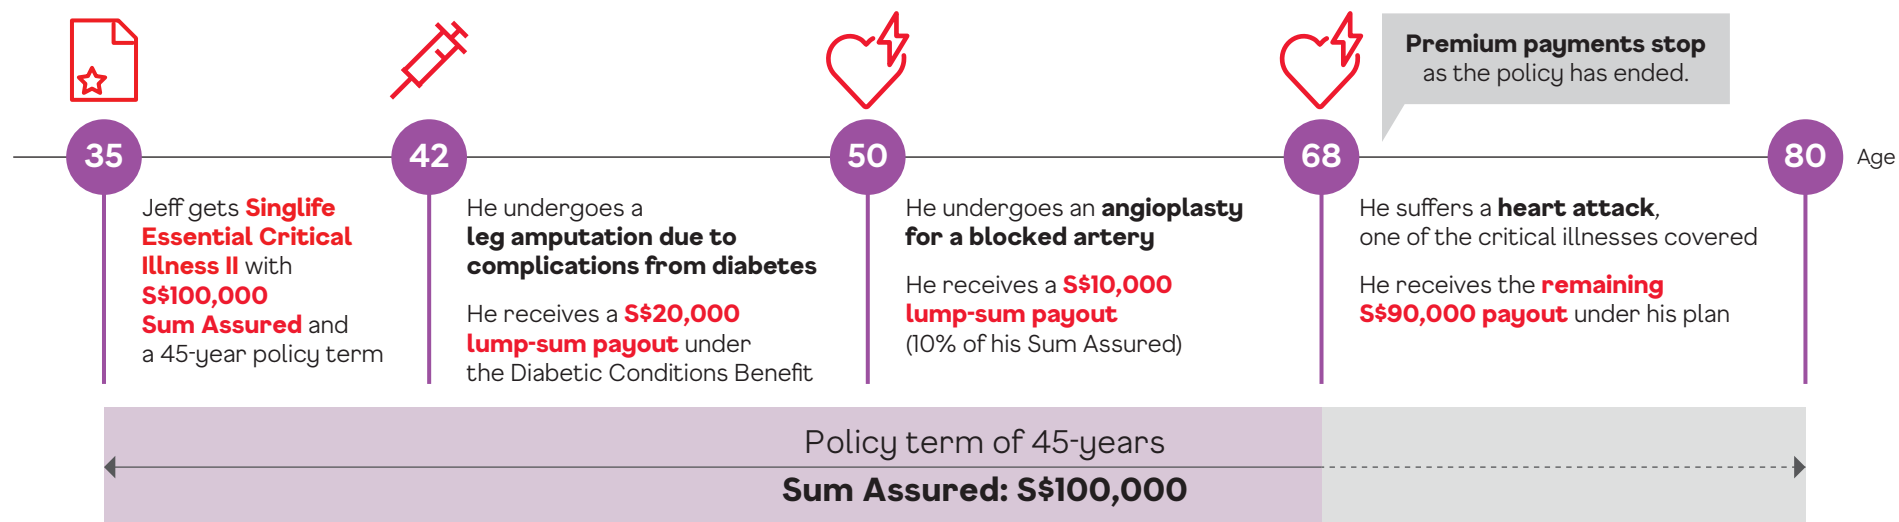 Premium payments stop
as the policy has ended.
35
42
50
68
80
Age
Jeff gets Singlife
Essential Critical
Illness II with
S$100,000
Sum Assured and
a 45-year policy term
He undergoes a
leg amputation due to
complications from diabetes
He receives a S$20,000
lump-sum payout under
the Diabetic Conditions Benefit
He undergoes an angioplasty
for a blocked artery
He receives a S$10,000
lump-sum payout
(10% of his Sum Assured)
He suffers a heart attack,
one of the critical illnesses covered
He receives the remaining
S$90,000 payout under his plan
Policy term of 45-years
Sum Assured: S$100,000